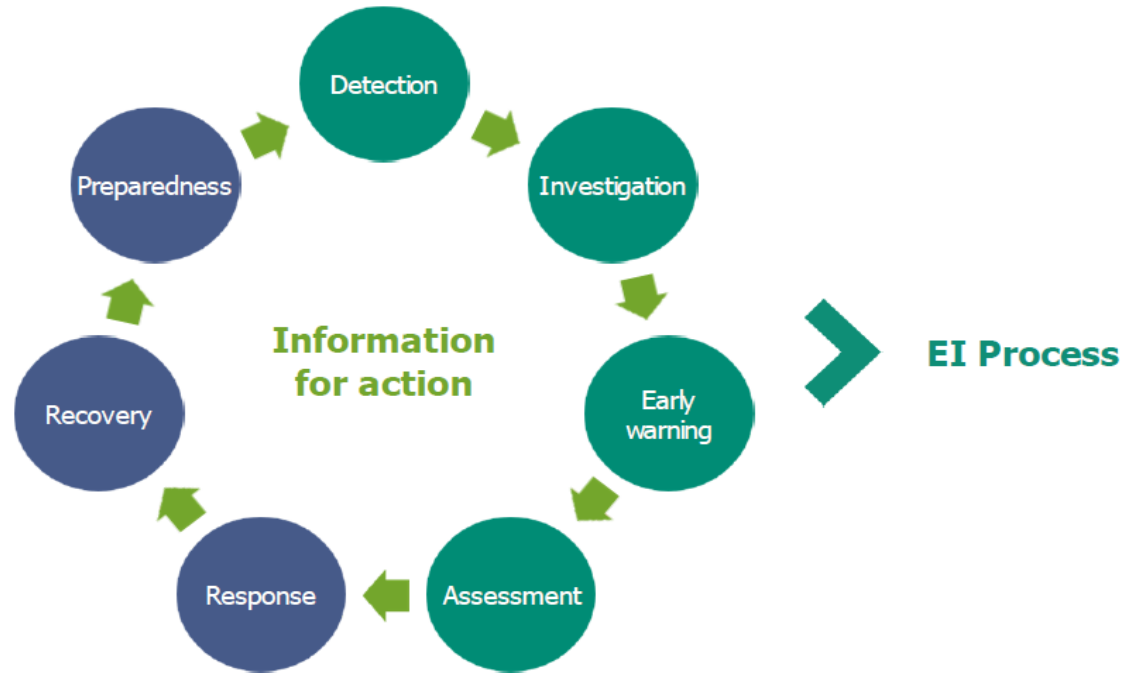 Detection
Investigation
Early
warning
Assessment
Response
Recovery
Preparedness
Information
for action
EI Process